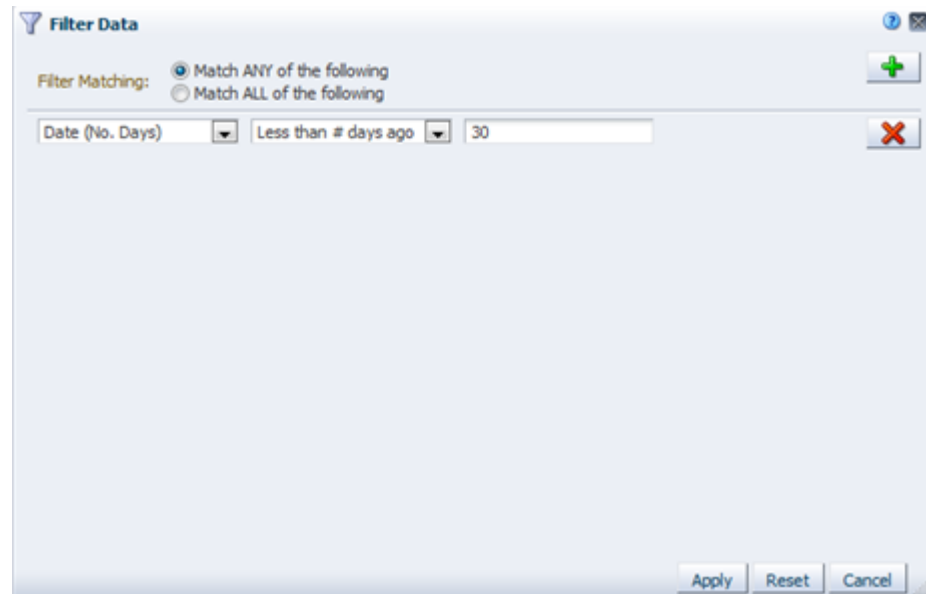 Filter Data
Filter Matching:
Match ANY of the following
Match ALL of the following
Date (No. Days) Less than # days ago 30
Apply Reset Cancel